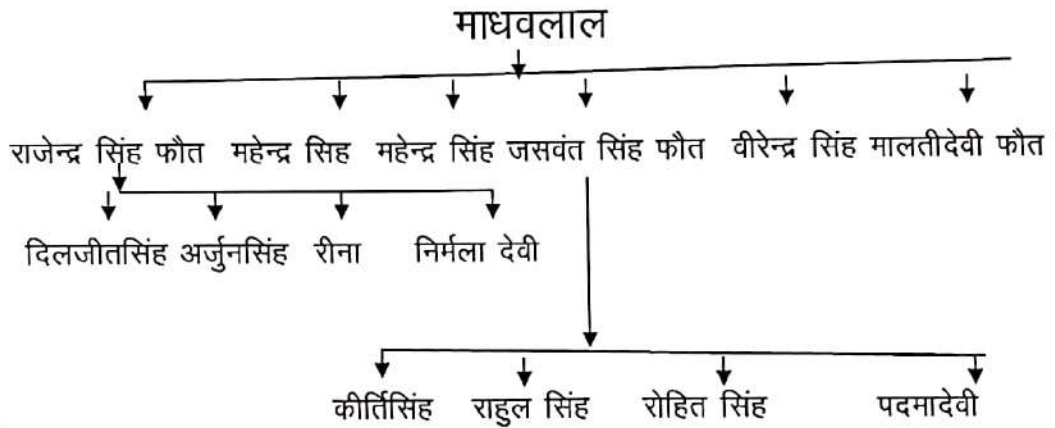 माधवलाल
राजेन्द्र सिंह फौत महेन्द्र सिह महेन्द्र सिंह जसवंत सिंह फौत वीरेन्द्र सिंह मालतीदेवी फौत
दिलजीतसिंह अर्जुनसिंह रीना निर्मला देवी
कीर्तिसिंह राहुल सिंह रोहित सिंह पदमादेवी